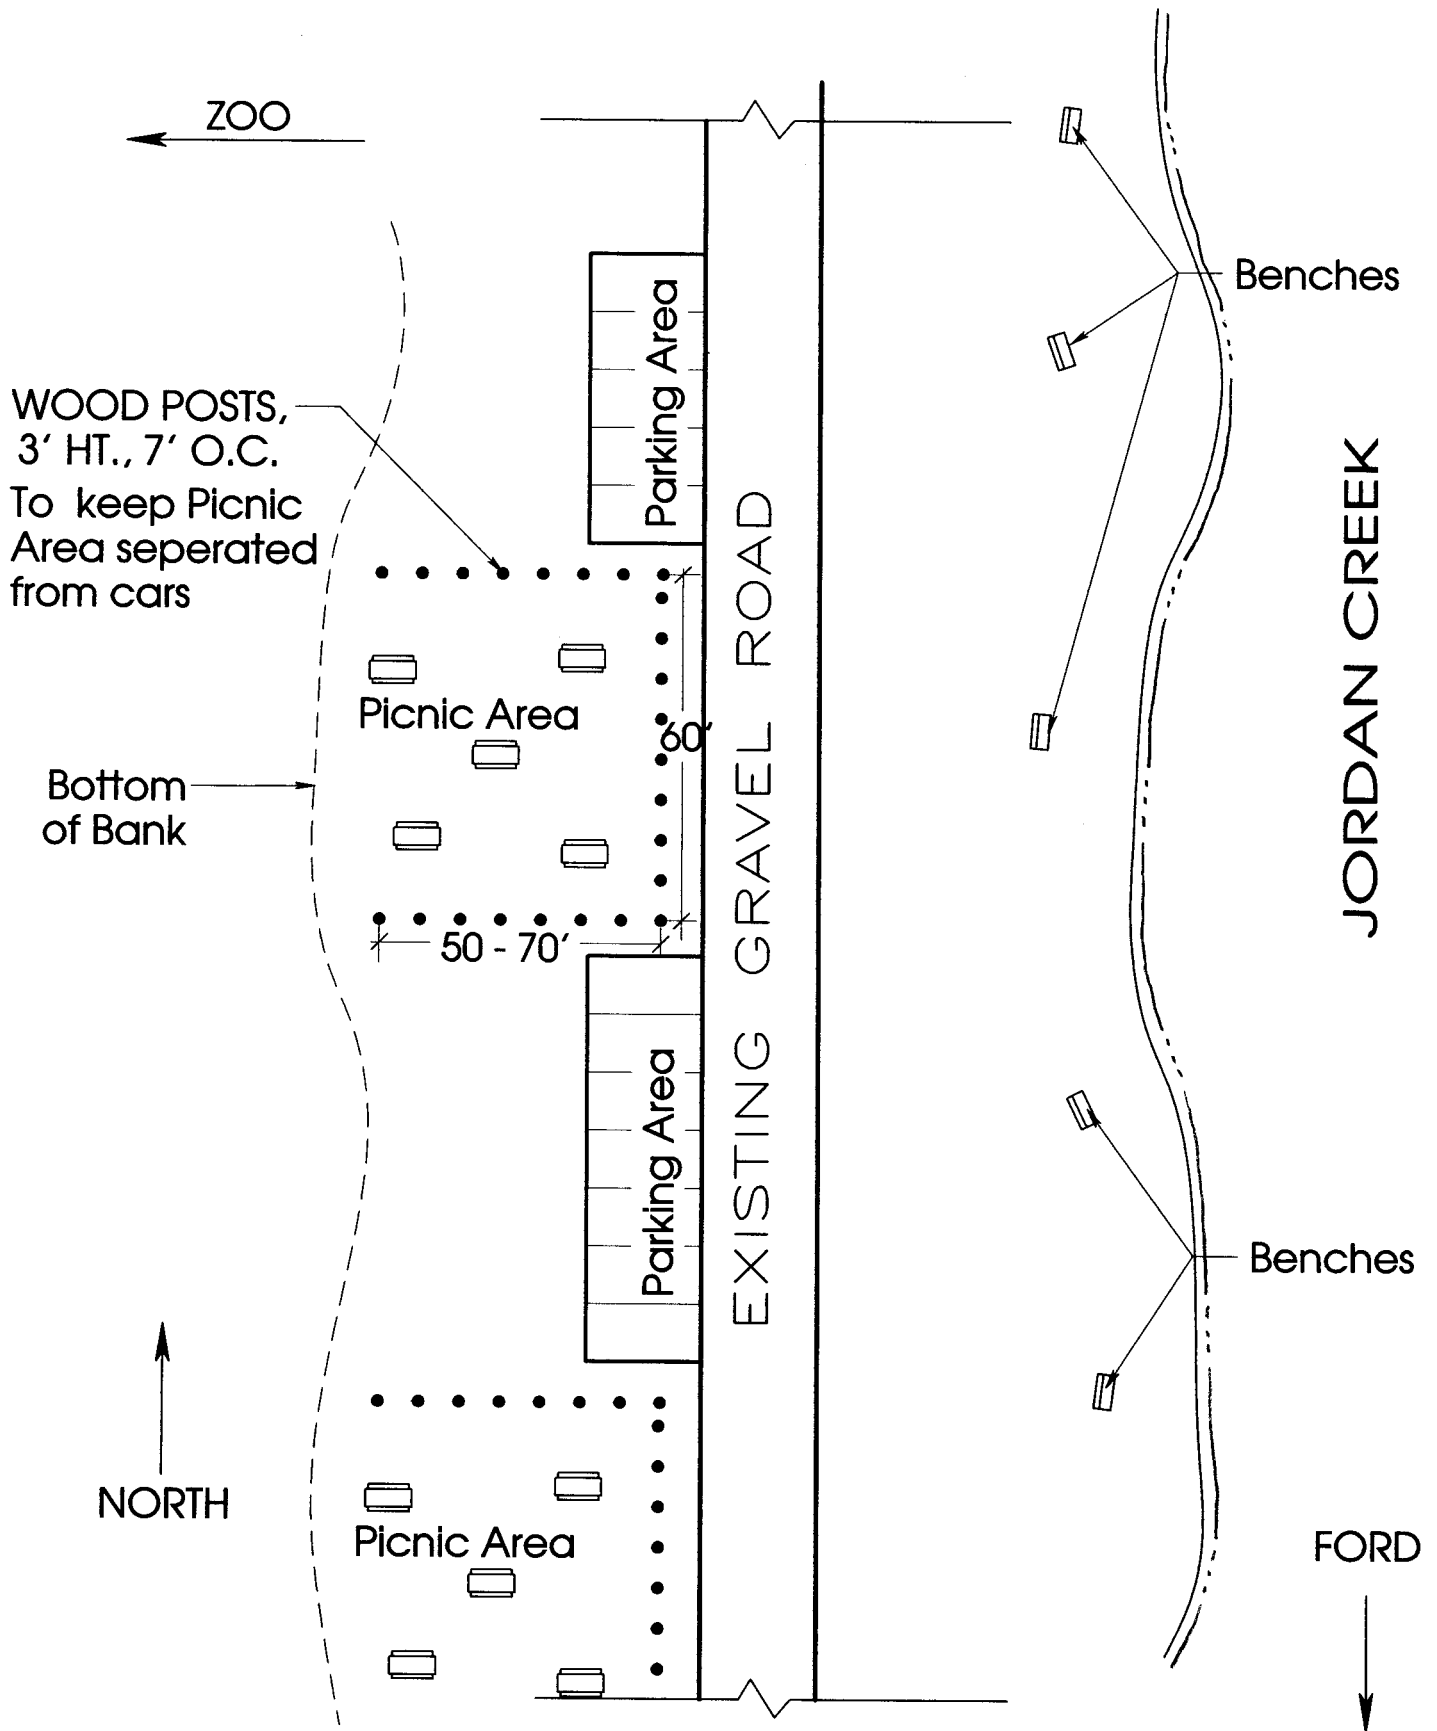 ZOO
Benches
Parking Area
WOOD POSTS,
3' HT., 7' O.C.
To keep Picnic
Area seperated
from cars
JORDAN CREEK
EXISTING GRAVEL ROAD
Picnic Area
60'
Bottom
of Bank
50 - 70'
Parking Area
Benches
NORTH
Picnic Area
FORD